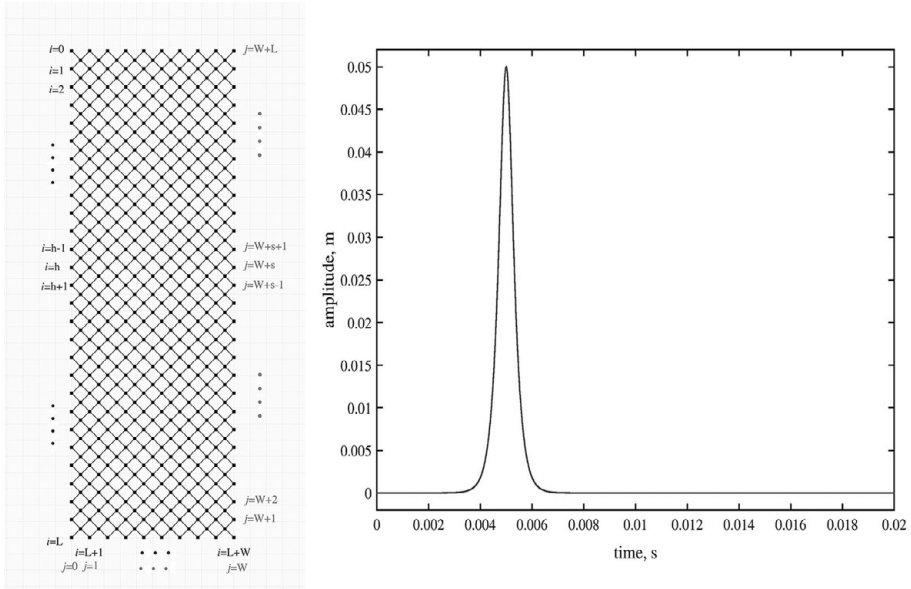 i=0 j=W+L
i=1
i=2
i=h-1 j=W+s+1
i=h j=W+s
i=h+1 j=W+s-1
j=W+2
j=W+1
i=L
i=L+1 i=L+W
j=0 j=1 j=W
0.05
0.045
0.04
0.035
0.03
0.025
0.02
0.015
0.01
0.005
0
amplitude, m
0 0.002 0.004 0.006 0.008 0.01 0.012 0.014 0.016 0.018 0.02
time, s